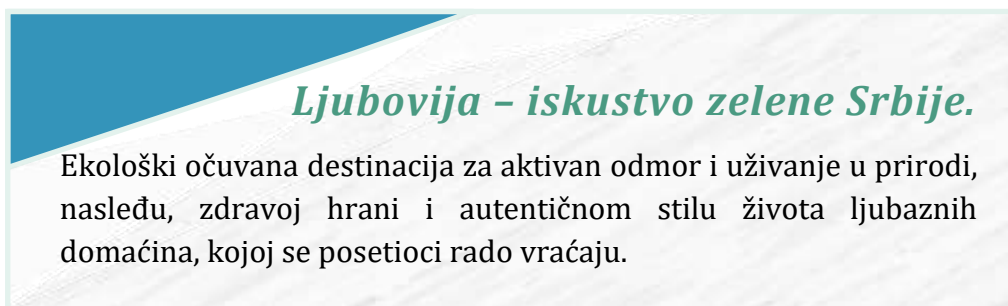 Ljubovija – iskustvo zelene Srbije.
Ekološki očuvana destinacija za aktivan odmor i uživanje u prirodi,
nasleđu, zdravoj hrani i autentičnom stilu života ljubaznih
domaćina, kojoj se posetioci rado vraćaju.